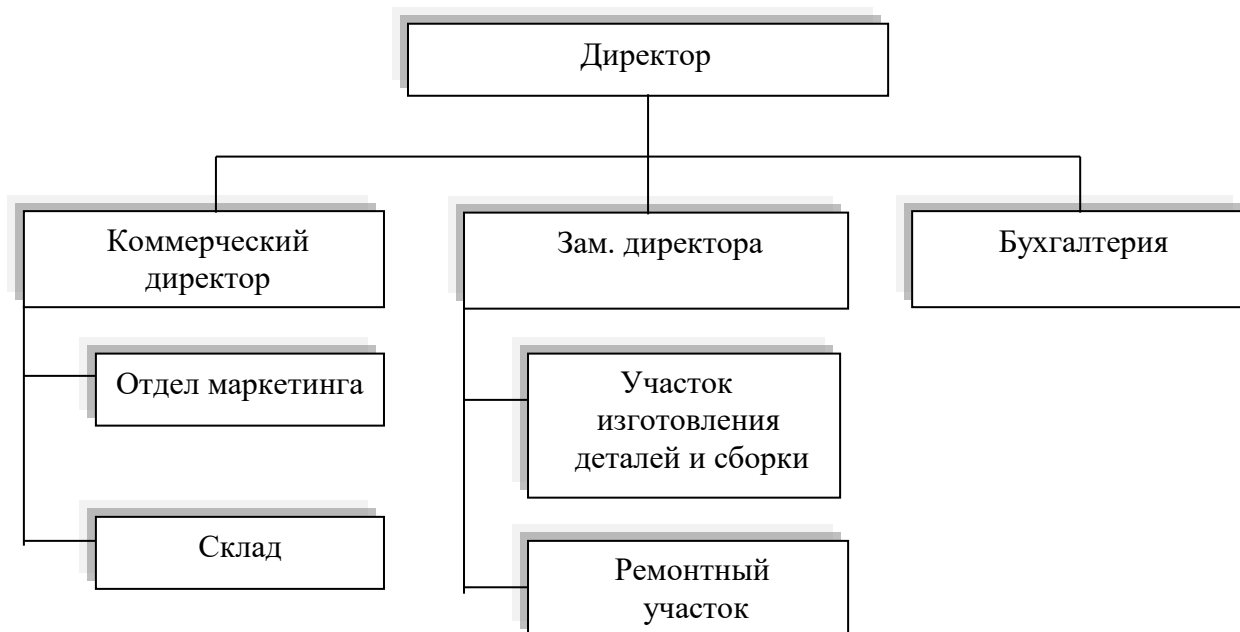 Директор
Коммерческий
директор
Зам. директора
Бухгалтерия
Отдел маркетинга
Участок
изготовления
деталей и сборки
Склад
Ремонтный
участок